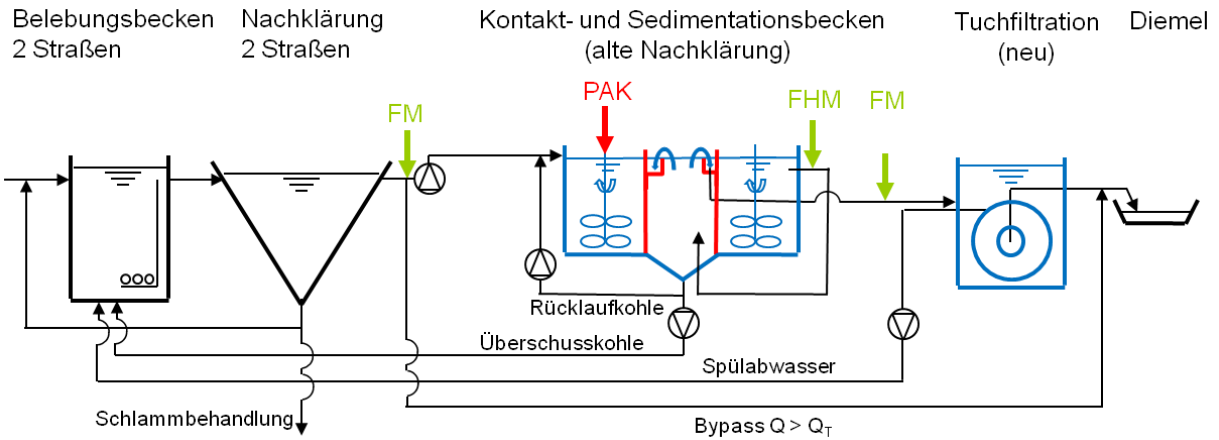 Belebungsbecken
2 Straßen
Nachklärung
2 Straßen
Kontakt- und Sedimentationsbecken
(alte Nachklärung)
Tuchfiltration
(neu)
Diemel
FM
PAK
FHM
FM
Rücklaufkohle
Überschusskohle
Spülabwasser
Schlammbehandlung
Bypass Q > Q_T